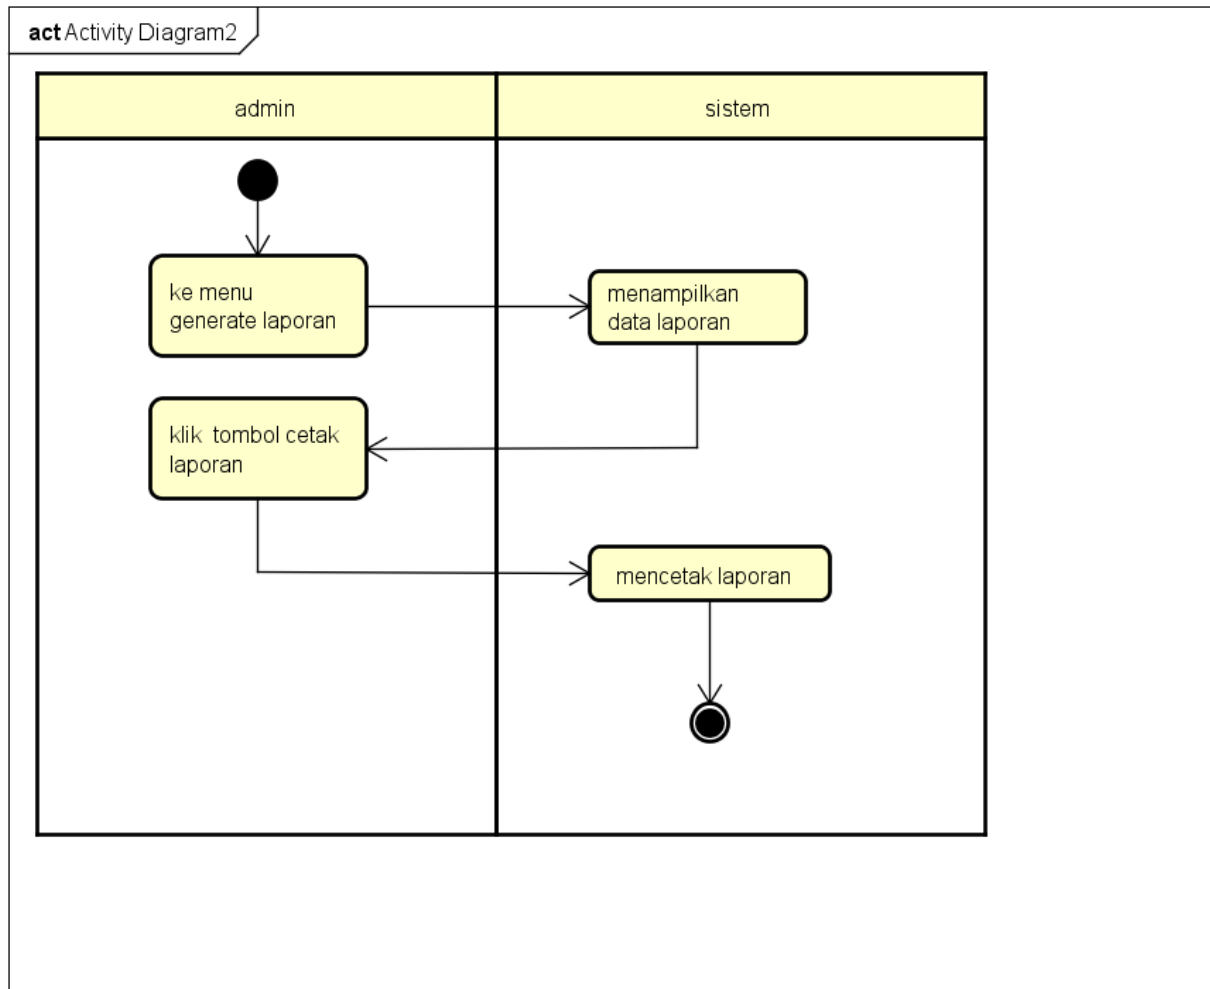 act Activity Diagram2
admin
sistem
ke menu
generate laporan
menampilkan
data laporan
klik  tombol cetak
laporan
mencetak laporan